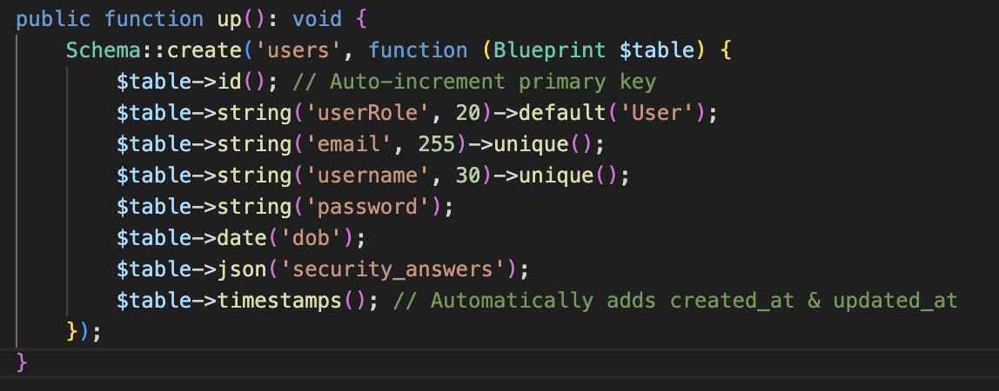 public function up(): void {
    Schema::create('users', function (Blueprint $table) {
        $table->id(); // Auto-increment primary key
        $table->string('userRole', 20)->default('User');
        $table->string('email', 255)->unique();
        $table->string('username', 30)->unique();
        $table->string('password');
        $table->date('dob');
        $table->json('security_answers');
        $table->timestamps(); // Automatically adds created_at & updated_at
    });
}